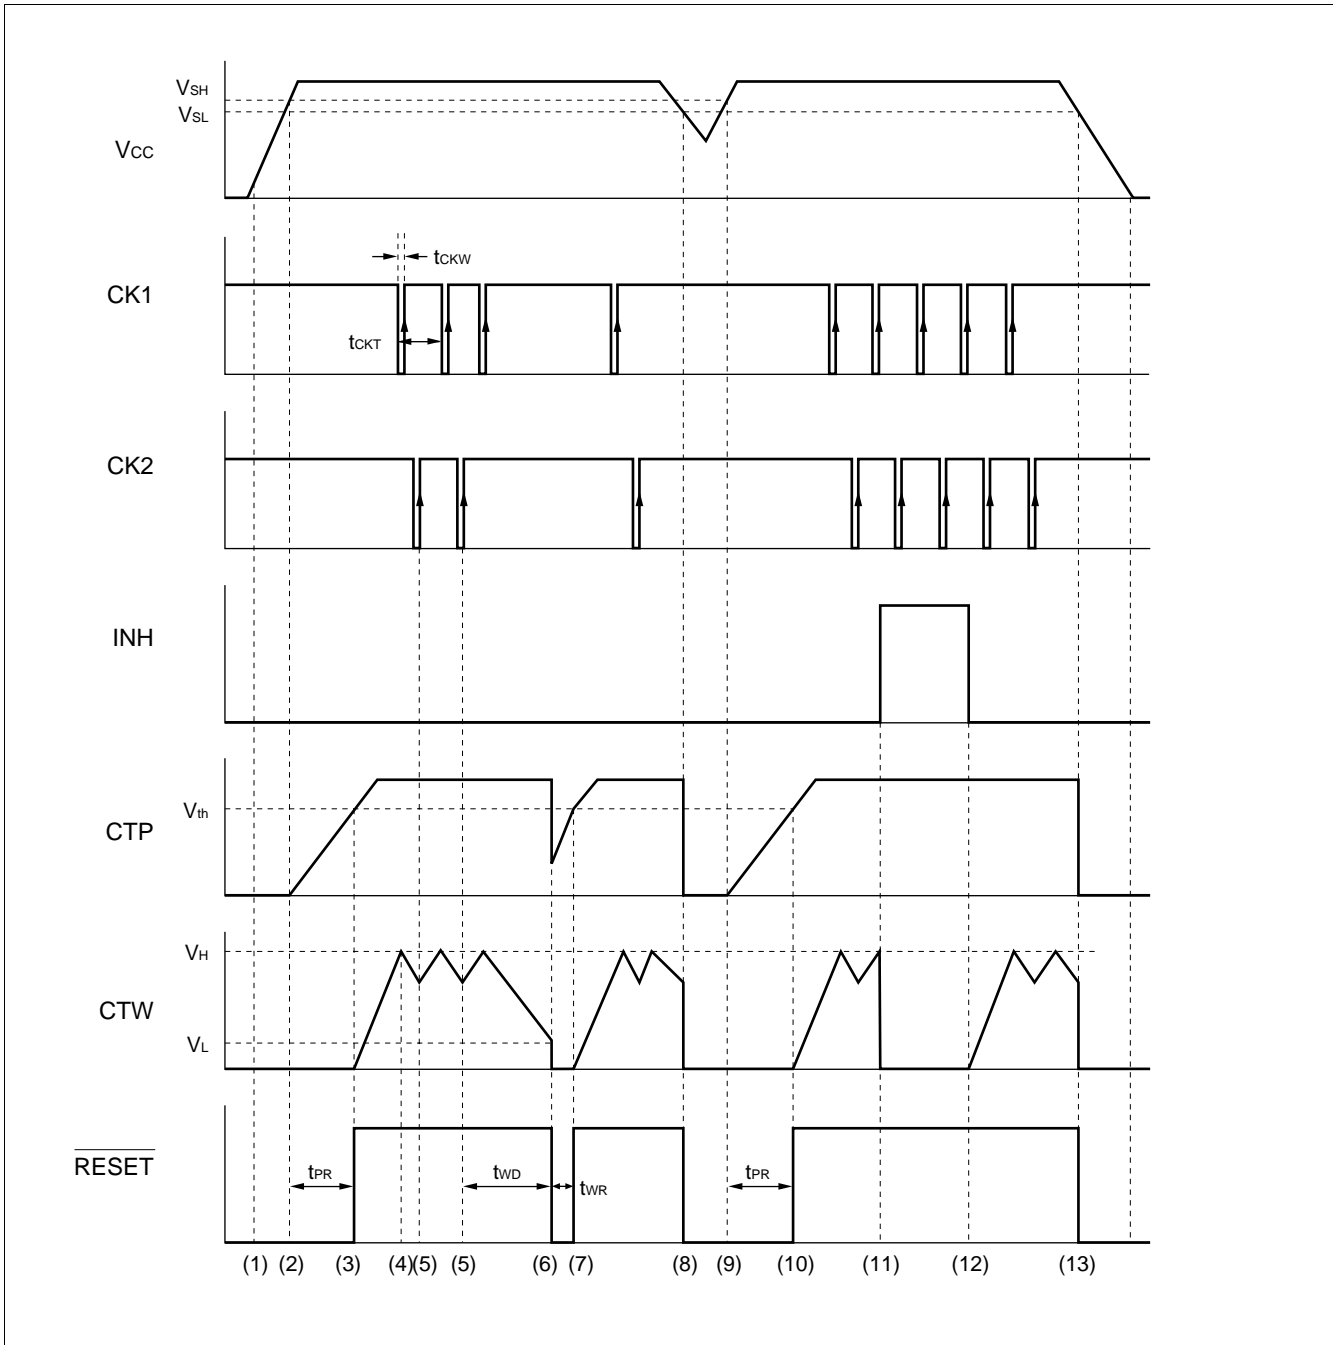 VSH
VSL
VCC
tCKW
CK1
tCKT
CK2
INH
Vth
CTP
VH
CTW
VL
RESET
tPR
tWD
tWR
tPR
(1) (2) (3) (4)(5) (5) (6) (7) (8) (9) (10) (11) (12) (13)